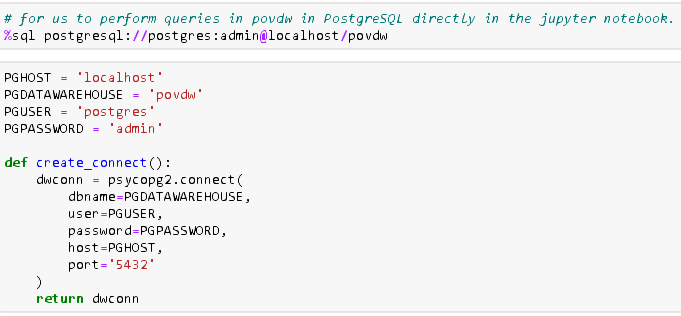 # for us to perform queries in povdw in PostgreSQL directly in the jupyter notebook.
%sql postgresql://postgres:admin@localhost/povdw
PGHOST = 'localhost'
PGDATAWAREHOUSE = 'povdw'
PGUSER = 'postgres'
PGPASSWORD = 'admin'
def create_connect():
    dwconn = psycopg2.connect(
        dbname=PGDATAWAREHOUSE,
        user=PGUSER,
        password=PGPASSWORD,
        host=PGHOST,
        port='5432'
    )
    return dwconn